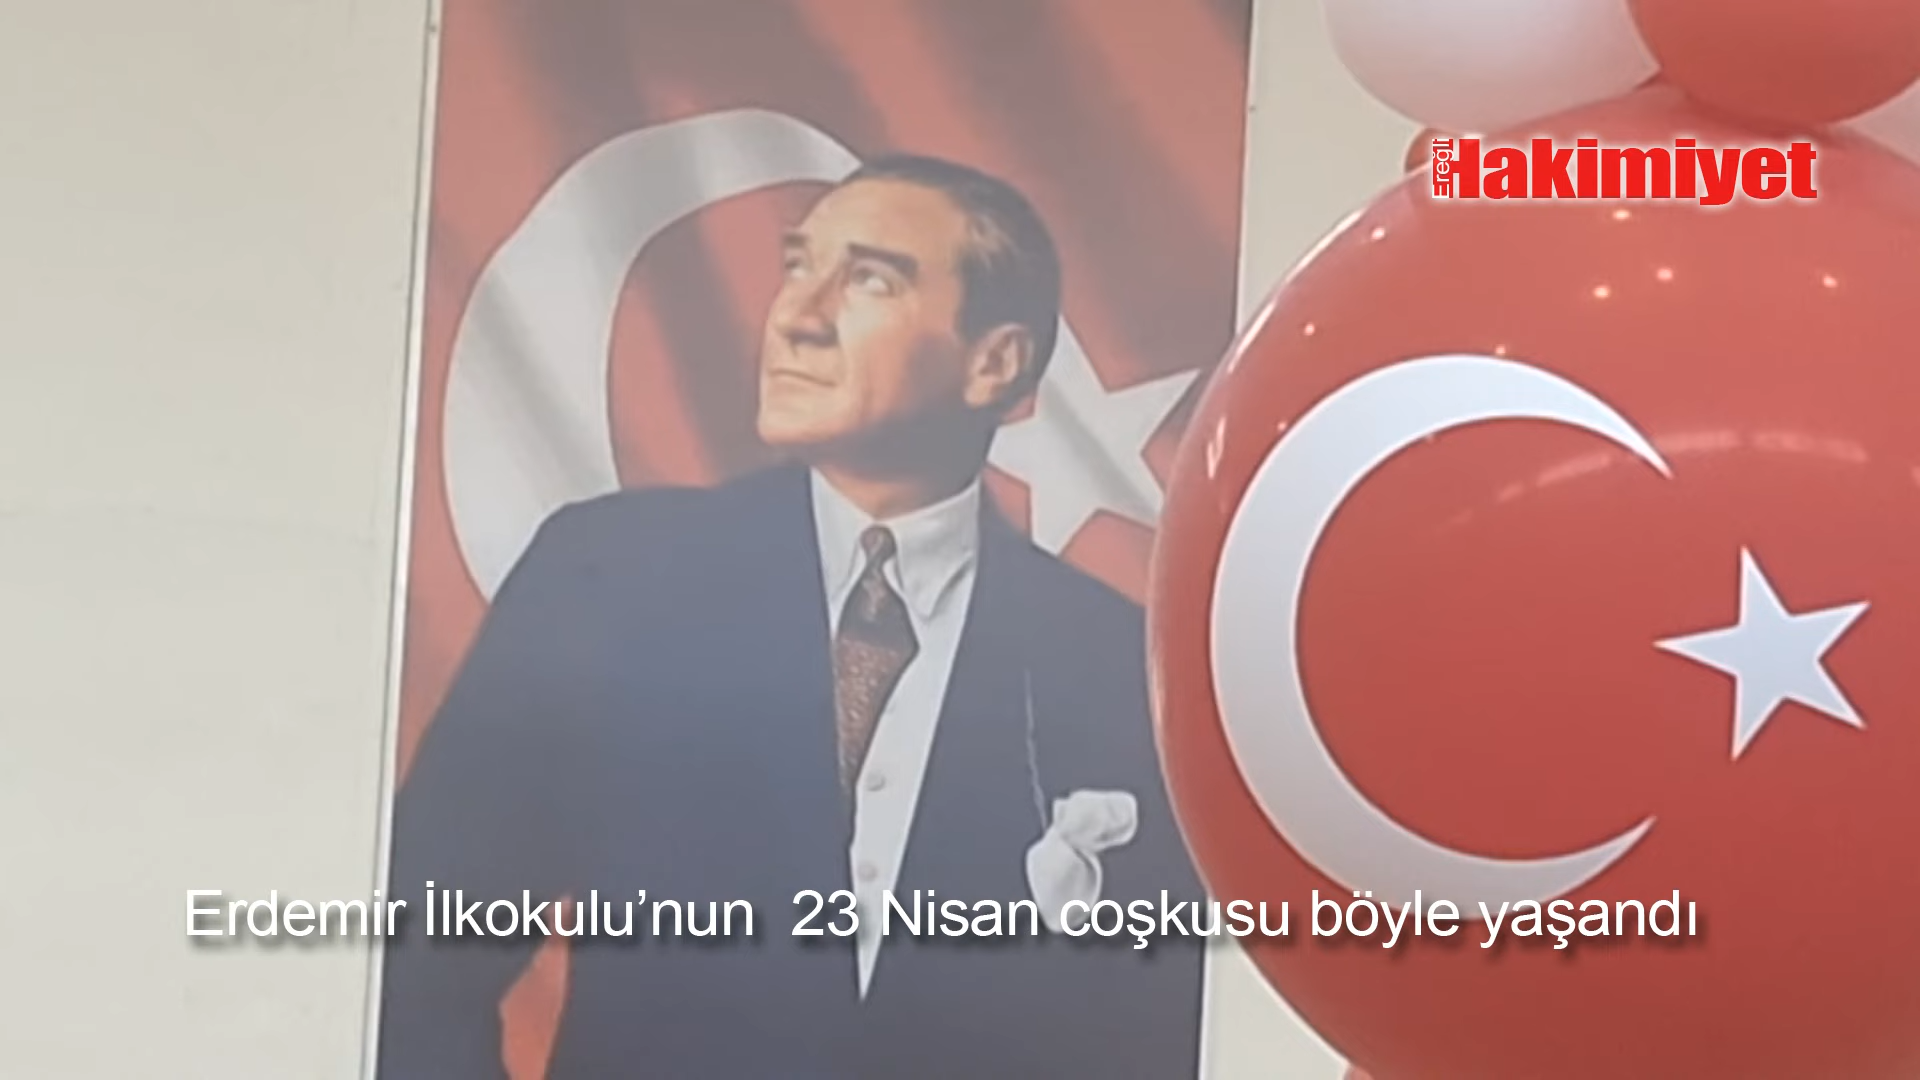 Ereğli Hakimiyet
Erdemir İlkokulu’nun 23 Nisan coşkusu böyle yaşandı